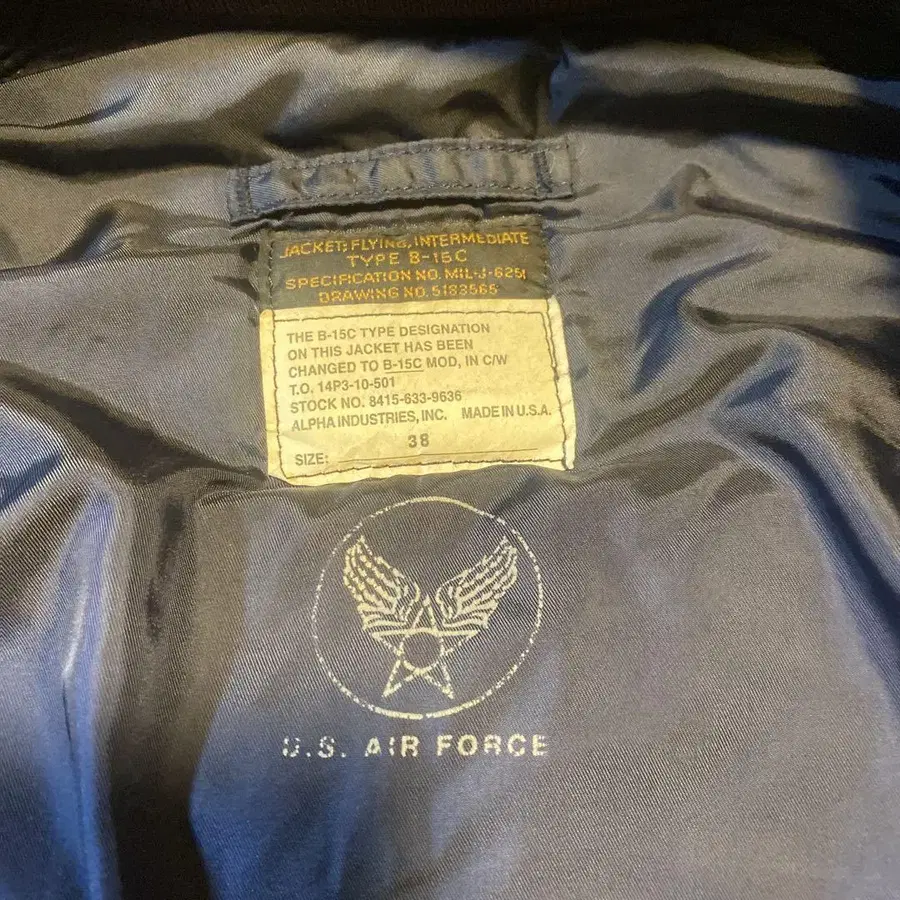 JACKET, FLYING, INTERMEDIATE
TYPE B-15C
SPECIFICATION NO. MIL-J-6251
DRAWING NO. 5183565
THE B-15C TYPE DESIGNATION
ON THIS JACKET HAS BEEN
CHANGED TO B-15C MOD, IN C/W
T.O. 14P3-10-501
STOCK NO. 8415-633-9636
ALPHA INDUSTRIES, INC. MADE IN U.S.A.
SIZE: 38
U.S. AIR FORCE